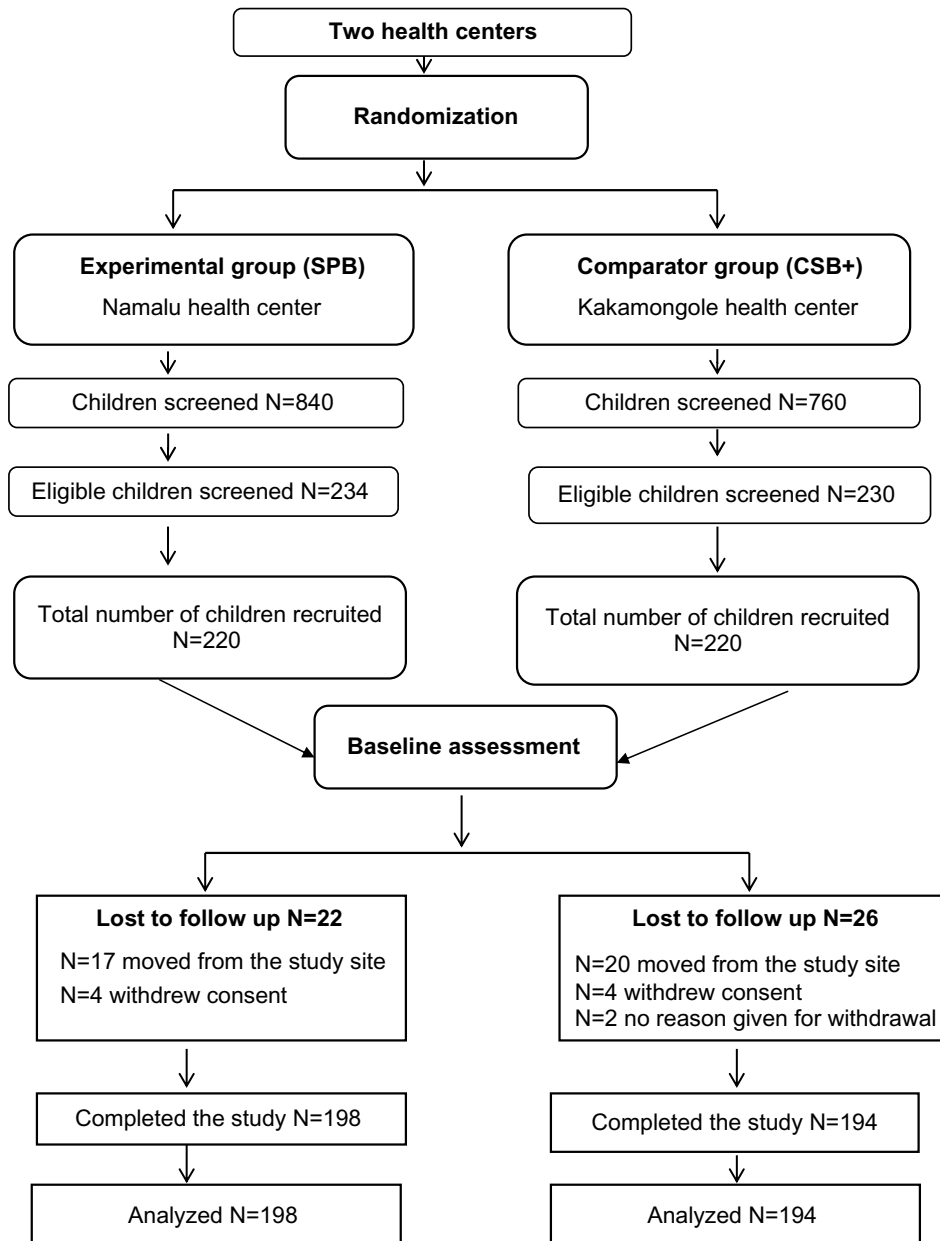 Two health centers
Randomization
Experimental group (SPB)
Namalu health center
Comparator group (CSB+)
Kakamongole health center
Children screened N=840
Children screened N=760
Eligible children screened N=234
Eligible children screened N=230
Total number of children recruited
N=220
Total number of children recruited
N=220
Baseline assessment
Lost to follow up N=22
N=17 moved from the study site
N=4 withdrew consent
Lost to follow up N=26
N=20 moved from the study site
N=4 withdrew consent
N=2 no reason given for withdrawal
Completed the study N=198
Completed the study N=194
Analyzed N=198
Analyzed N=194